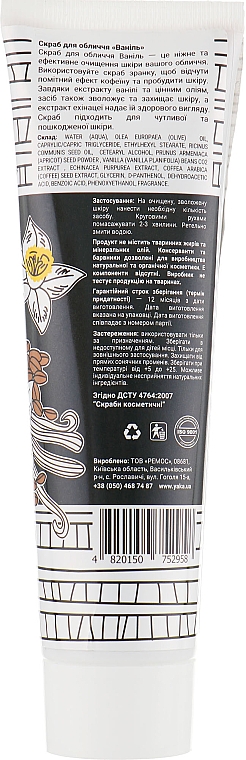 Скраб для обличчя «Ваніль»
Скраб для обличчя Ваніль – це ніжне та
ефективне очищення шкіри вашого обличчя.
Використовуйте скраб зранку, щоб відчути
помітний ефект кофеїну та пробудити шкіру.
Завдяки екстракту ванілі та цінним оліям,
засіб також зволожує та захищає шкіру, а
екстракт ехінацеї надає їй здорового вигляду.
Скраб підходить для чутливої та
пошкодженої шкіри.
Склад: WATER (AQUA), OLEA EUROPAEA (OLIVE) OIL,
CAPRYLIC/CAPRIC TRIGLYCERIDE, ETHYLHEXYL STEARATE, RICINUS
COMMUNIS SEED OIL, CETEARYL ALCOHOL, PRUNUS ARMENIACA
(APRICOT) SEED POWDER, VANILLA (VANILLA PLANIFOLIA) BEANS CO2
EXTRACT, ECHINACEA PURPUREA EXTRACT, COFFEA ARABICA
(COFFEE) SEED EXTRACT, GLYCERIN, D-PANTHENOL, DEHYDROACETIC
ACID, BENZOIC ACID, PHENOXYETHANOL, FRAGRANCE.
Застосування: На очищену, зволожену
шкіру нанести необхідну кількість
засобу. Круговими рухами
помасажувати 2-3 хвилини. Ретельно
змити водою.
Продукт не містить тваринних жирів та
мінеральних олій. Консерванти та
барвники дозволені для виробництва
натуральної та органічної косметики. Е
компоненти відсутні. Виробник не
тестує продукцію на тваринах.
Гарантійний строк зберігання (термін
придатності) – 12 місяців з дати
виготовлення. Дата виготовлення
вказана на упаковці. Дата виготовлення
співпадає з номером партії.
Застереження: використовувати тільки
за призначенням. Зберігати в
недоступному для дітей місці. Тільки для
зовнішнього застосування. Захищати від
прямих сонячних променів. Зберігати при
температурі від +5 до +25. Можливе
індивідуальне несприйняття натуральних
інгредієнтів.
Згідно ДСТУ 4764:2007
"Скраби косметичні"
ISO 9001
Вироблено: ТОВ «РЕМОС», 08681,
Київська область, Васильківський
р-н, с. Рославичі, вул. Гоголя 15-в,
+38 (050) 468 74 87 www.yaka.ua
4 820150 752958